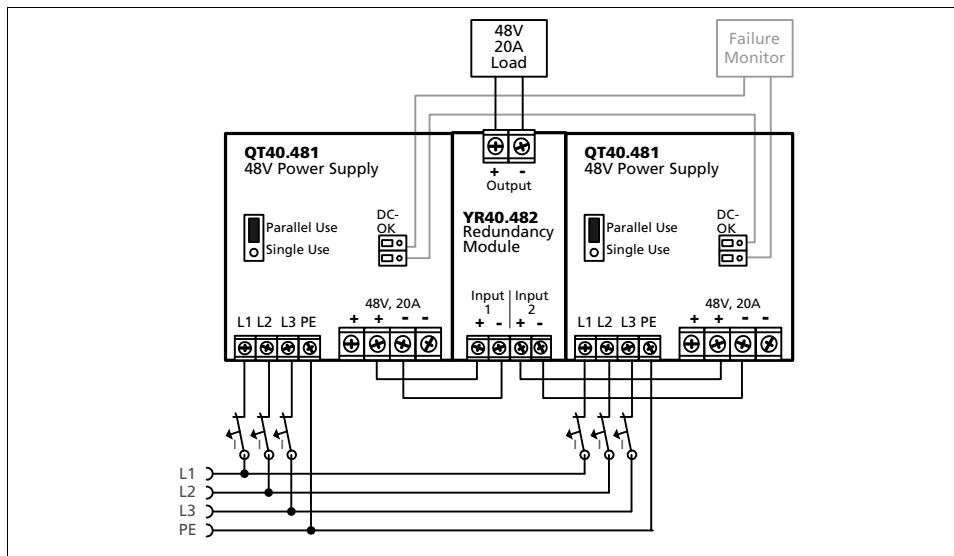 48V
20A
Load
Failure
Monitor
QT40.481
48V Power Supply
Parallel Use
Single Use
DC-
OK
48V, 20A
+ + - -
L1 L2 L3 PE
+ -
Output
YR40.482
Redundancy
Module
Input
1
Input
2
+ - + -
QT40.481
48V Power Supply
Parallel Use
Single Use
DC-
OK
48V, 20A
+ + - -
L1 L2 L3 PE
I I I
I I I
L1
L2
L3
PE